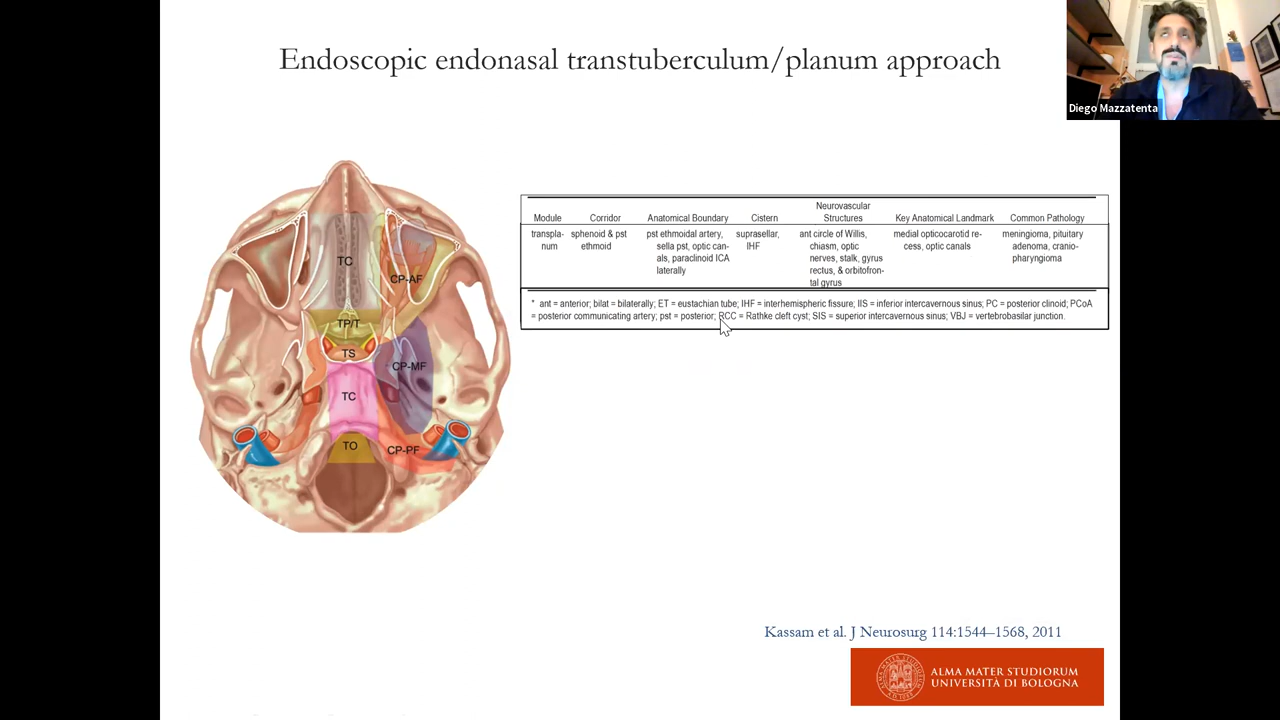 Endoscopic endonasal transtuberculum/planum approach
Diego Mazzatenta
TC
CP-AF
TP/T
TS
CP-MF
TC
TO
CP-PF
Neurovascular
Module Corridor Anatomical Boundary Cistern Structures Key Anatomical Landmark Common Pathology
transpla- sphenoid & pst pst ethmoidal artery, suprasellar, ant circle of Willis, medial opticocarotid re- meningioma, pituitary
num ethmoid sella pst, optic can- IHF chiasm, optic cess, optic canals adenoma, cranio-
als, paraclinoid ICA nerves, stalk, gyrus pharyngioma
laterally rectus, & orbitofron-
tal gyrus
* ant = anterior; bilat = bilaterally; ET = eustachian tube; IHF = interhemispheric fissure; IIS = inferior intercavernous sinus; PC = posterior clinoid; PCoA
= posterior communicating artery; pst = posterior; RCC = Rathke cleft cyst; SIS = superior intercavernous sinus; VBJ = vertebrobasilar junction.
Kassam et al. J Neurosurg 114:1544–1568, 2011
ALMA MATER STUDIORUM
UNIVERSITÀ DI BOLOGNA